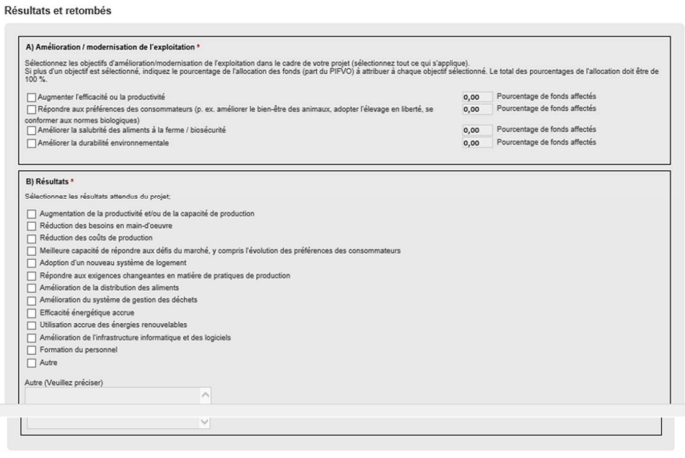 Résultats et retombés
A) Amélioration / modernisation de l'exploitation *
Sélectionnez les objectifs d'amélioration/modernisation de l'exploitation dans le cadre de votre projet (sélectionnez tout ce qui s'applique).
Si plus d'un objectif est sélectionné, indiquez le pourcentage de l'allocation des fonds (part du PIFVO) à attribuer à chaque objectif sélectionné. Le total des pourcentages de l'allocation doit être de
100 %.
Augmenter l'efficacité ou la productivité 0,00 Pourcentage de fonds affectés
Répondre aux préférences des consommateurs (p. ex. améliorer le bien-être des animaux, adopter l'élevage en liberté, se 0,00 Pourcentage de fonds affectés
conformer aux normes biologiques)
Améliorer la salubrité des aliments à la ferme / biosécurité 0,00 Pourcentage de fonds affectés
Améliorer la durabilité environnementale 0,00 Pourcentage de fonds affectés
B) Résultats *
Sélectionnez les résultats attendus du projet:
Augmentation de la productivité et/ou de la capacité de production
Réduction des besoins en main-d'oeuvre
Réduction des coûts de production
Meilleure capacité de répondre aux défis du marché, y compris l'évolution des préférences des consommateurs
Adoption d'un nouveau système de logement
Répondre aux exigences changeantes en matière de pratiques de production
Amélioration de la distribution des aliments
Amélioration du système de gestion des déchets
Efficacité énergétique accrue
Utilisation accrue des énergies renouvelables
Amélioration de l'infrastructure informatique et des logiciels
Formation du personnel
Autre
Autre (Veuillez préciser)